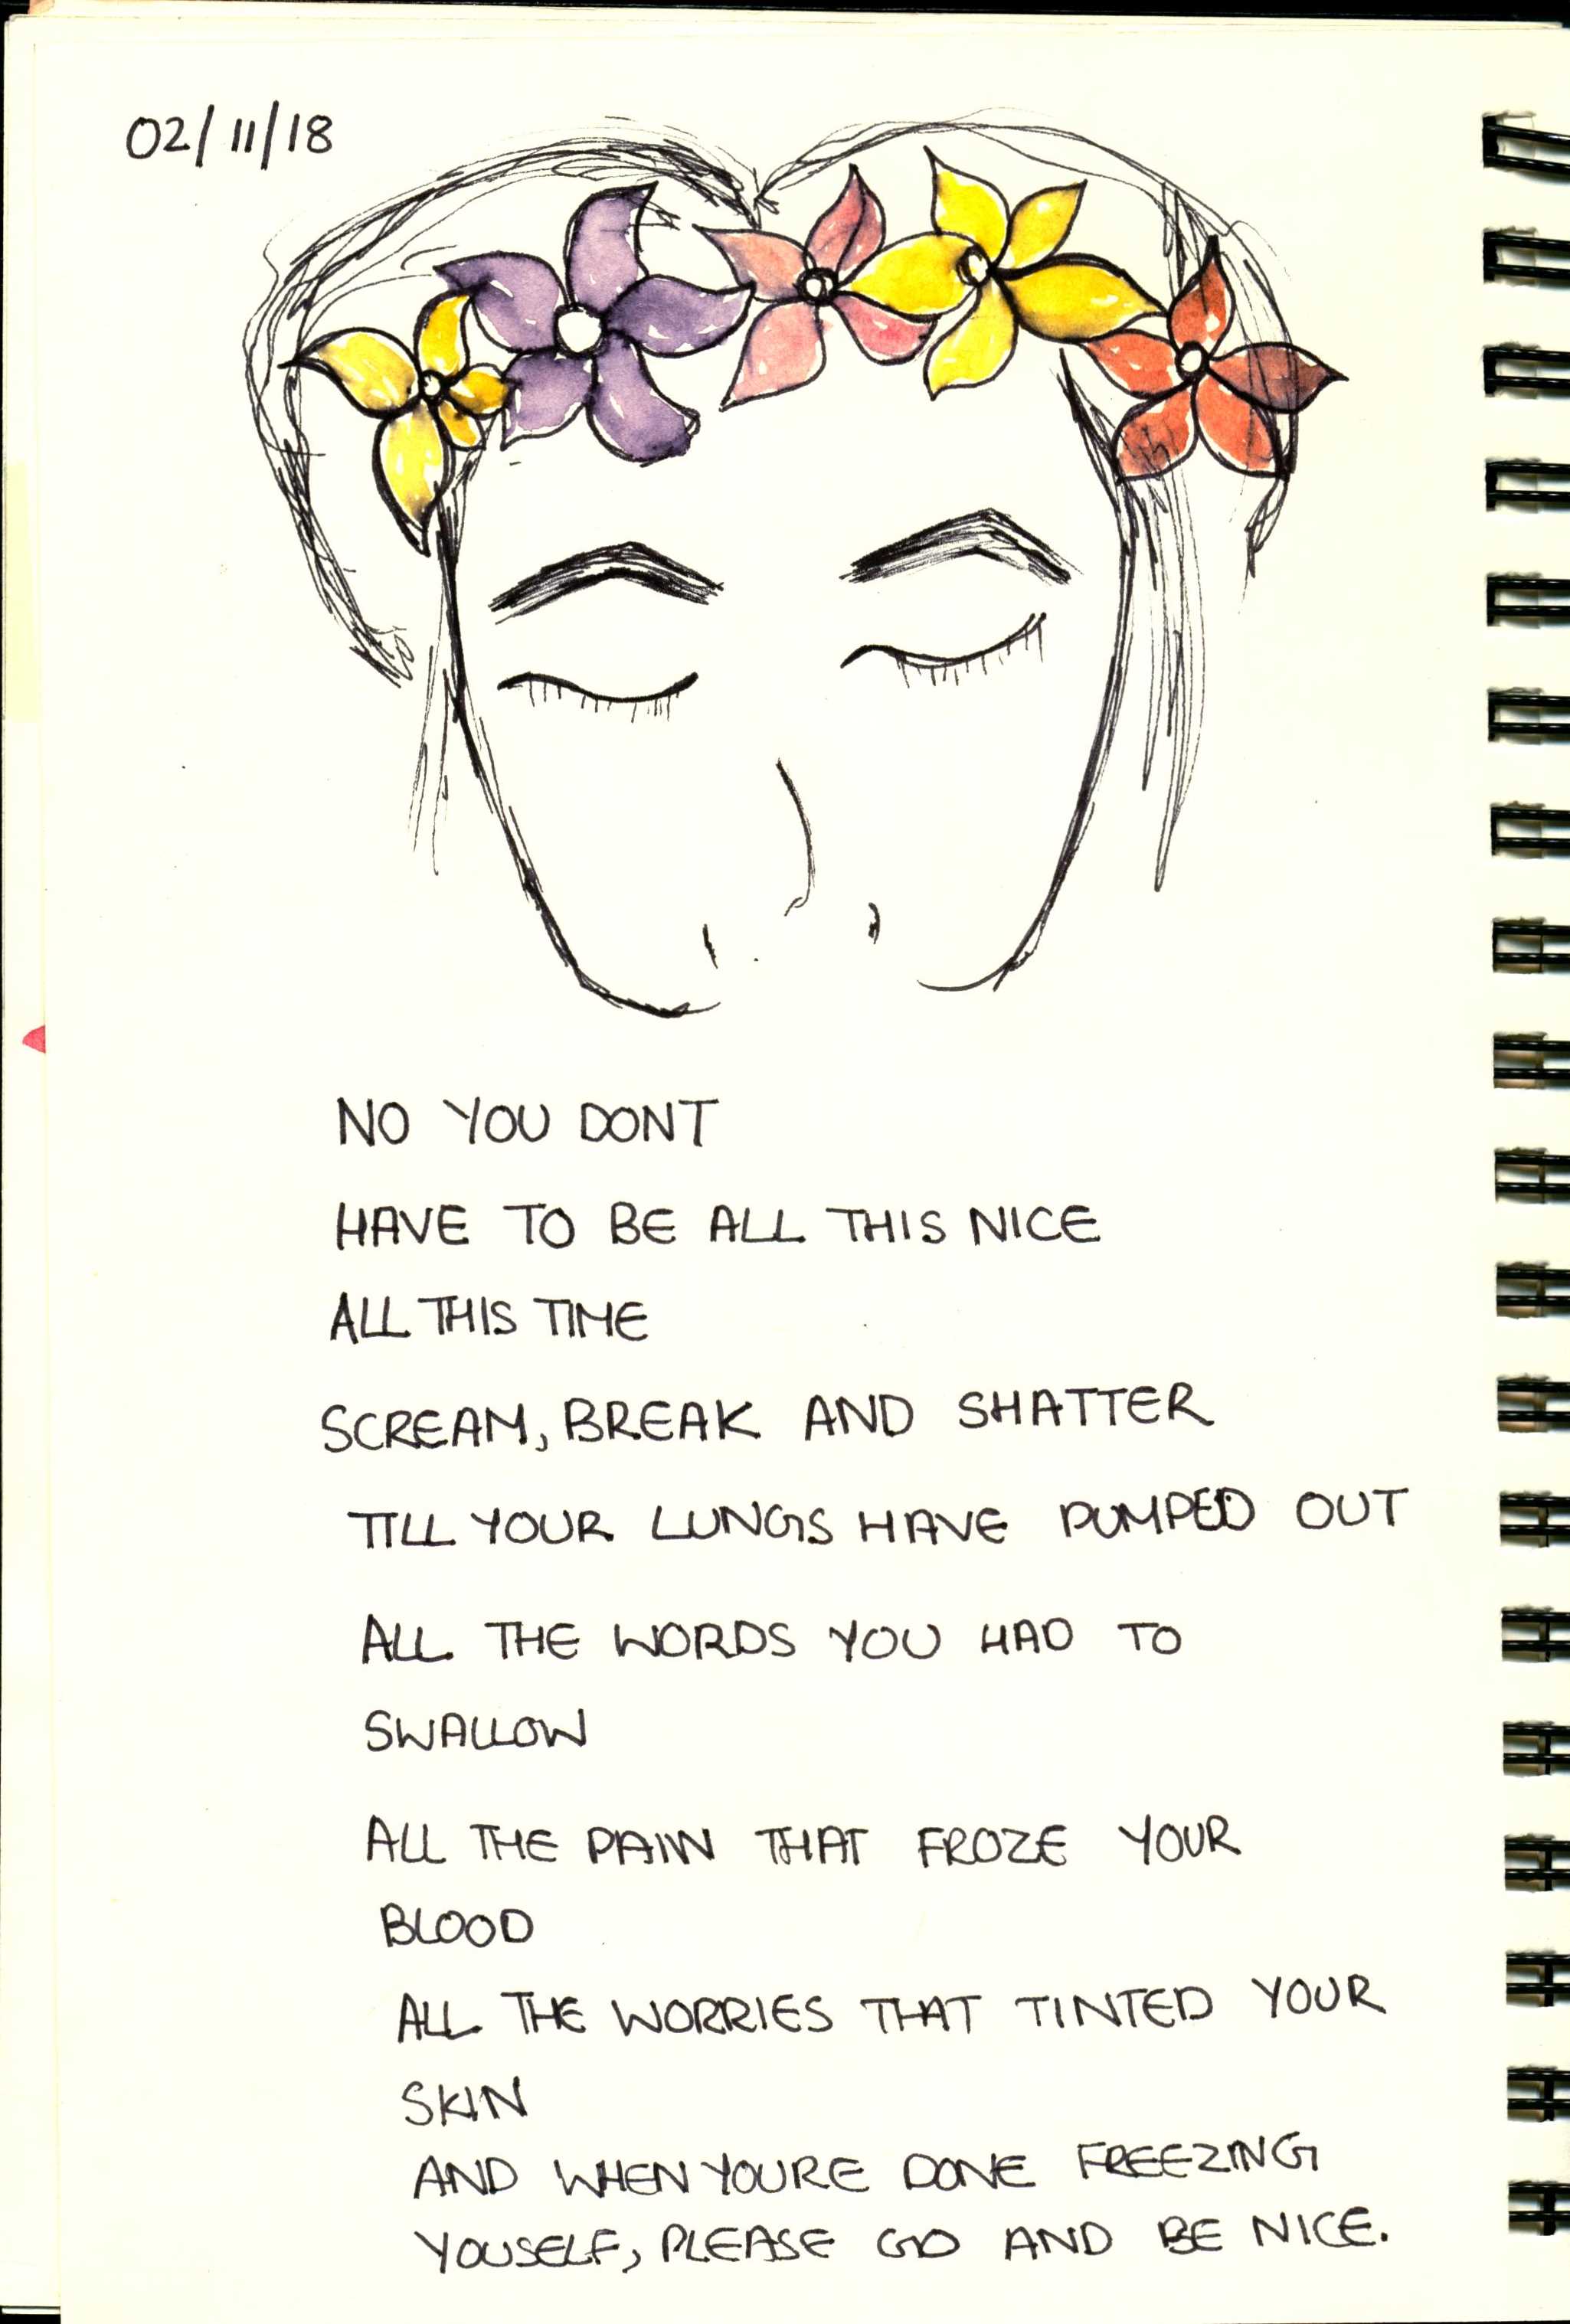 02/11/18
NO YOU DONT
HAVE TO BE ALL THIS NICE
ALL THIS TIME
SCREAM, BREAK AND SHATTER
TILL YOUR LUNGS HAVE PUMPED OUT
ALL THE WORDS YOU HAD TO
SWALLOW
ALL THE PAIN THAT FROZE YOUR
BLOOD
ALL THE WORRIES THAT TINTED YOUR
SKIN
AND WHEN YOURE DONE FREEZING
YOUSELF, PLEASE GO AND BE NICE.